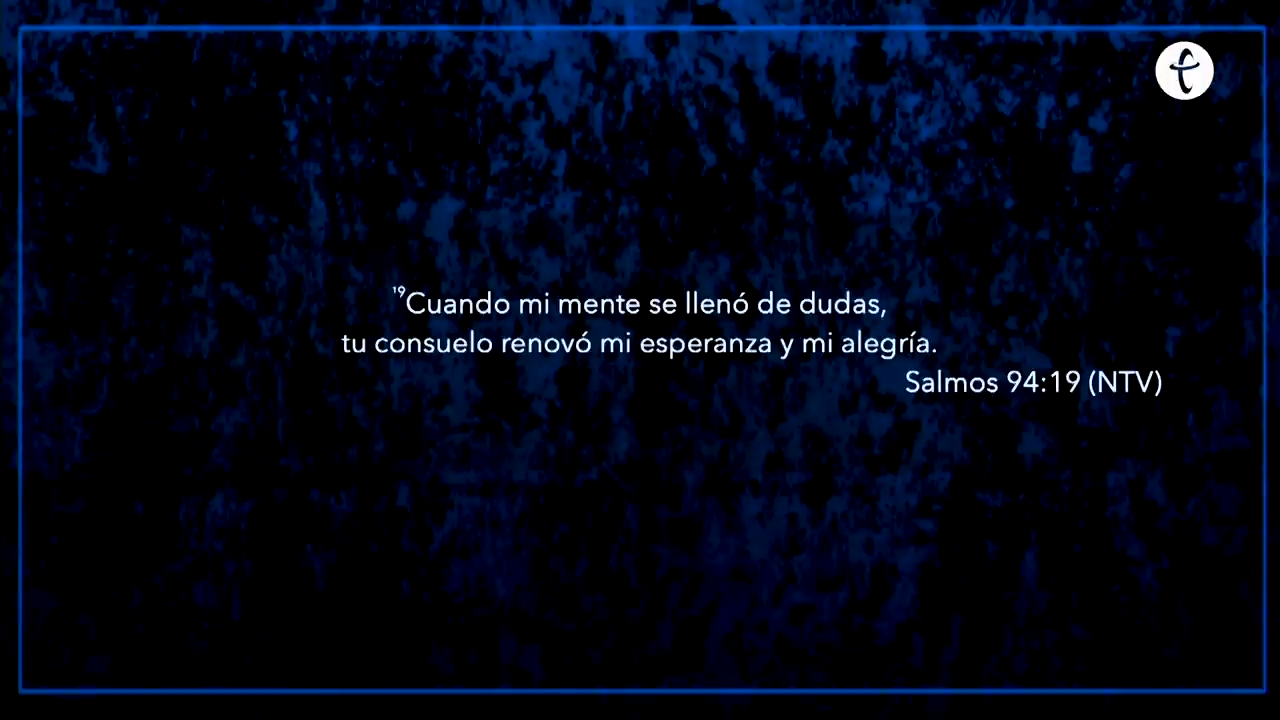 ¹⁹Cuando mi mente se llenó de dudas,
tu consuelo renovó mi esperanza y mi alegría.
Salmos 94:19 (NTV)